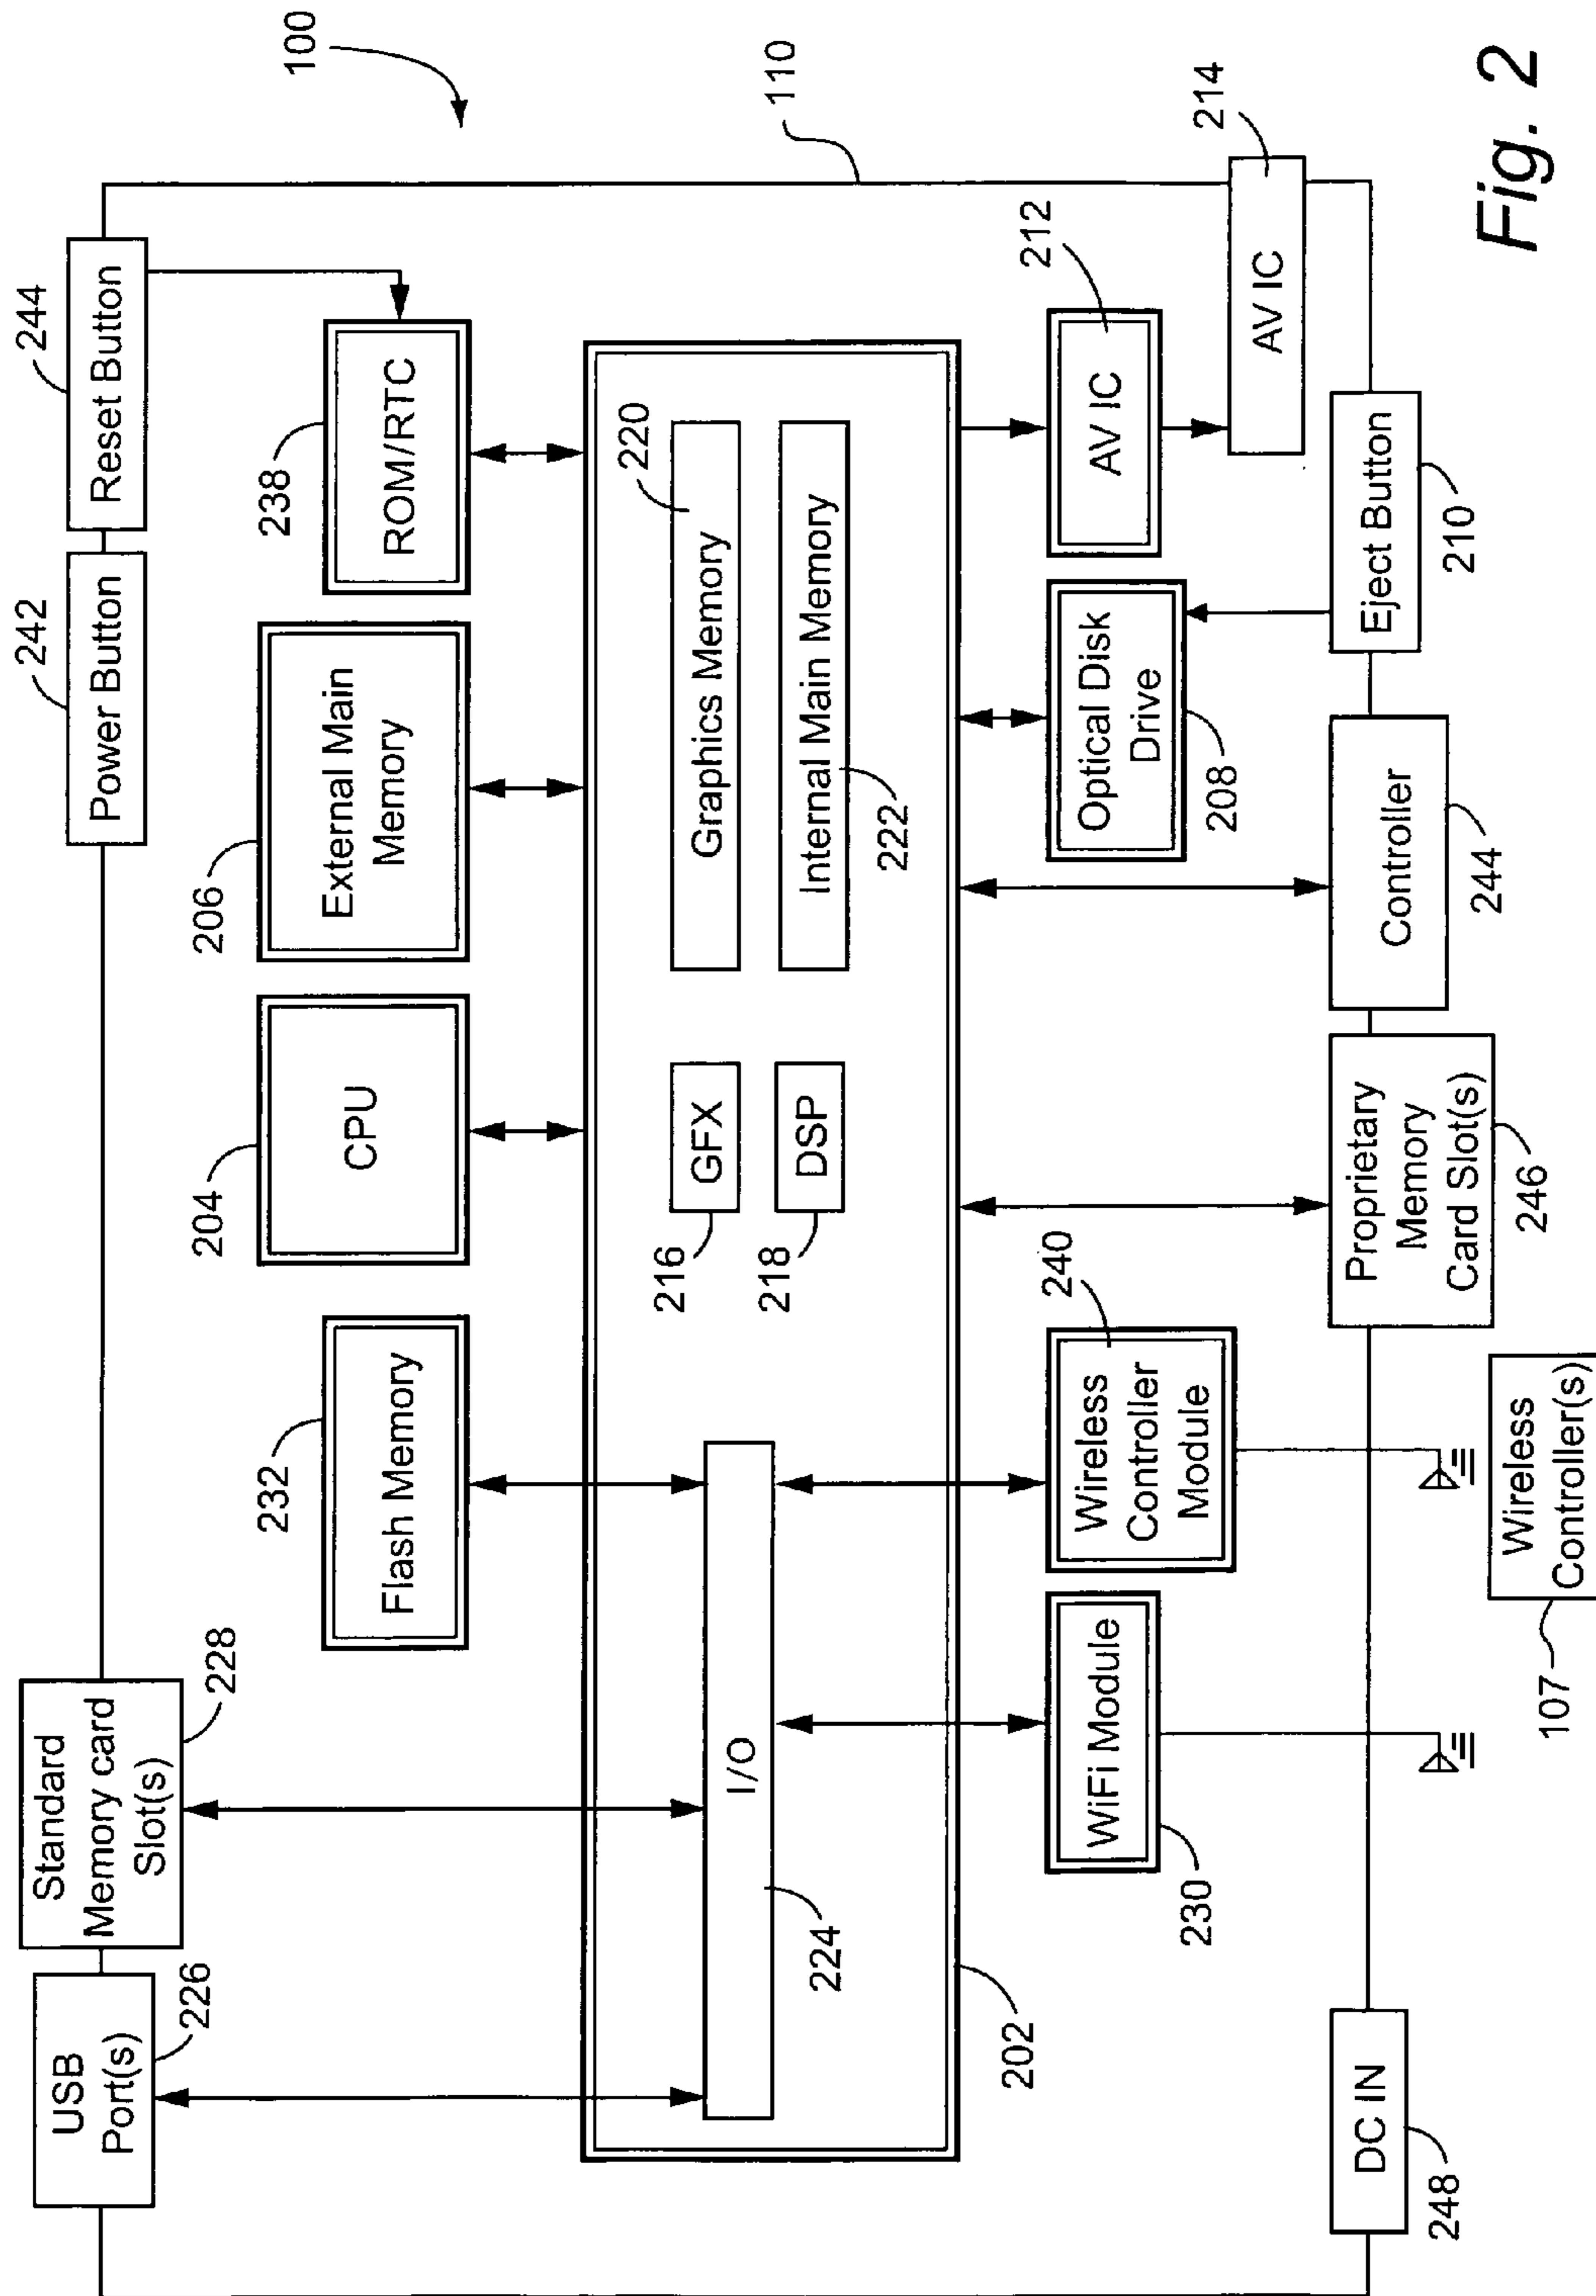 100
USB
Port(s)
226
Standard
Memory card
Slot(s)
228
Power Button
242
Reset Button
244
110
Flash Memory
232
CPU
204
External Main
Memory
206
ROM/RTC
238
I/O
224
GFX
216
DSP
218
Graphics Memory
220
Internal Main Memory
222
202
WiFi Module
230
Wireless
Controller
Module
240
Optical Disk
Drive
208
AV IC
212
AV IC
214
DC IN
248
Wireless
Controller(s)
107
Proprietary
Memory
Card Slot(s)
246
Controller
244
Eject Button
210
Fig. 2